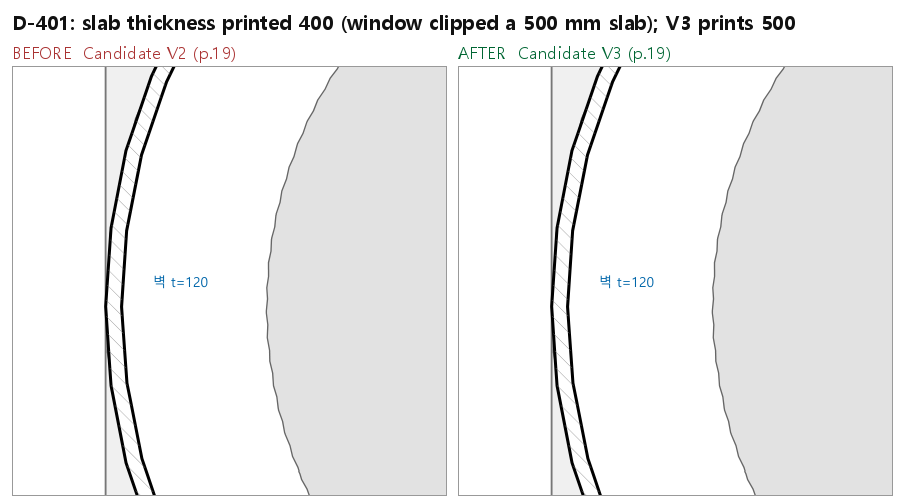 D-401: slab thickness printed 400 (window clipped a 500 mm slab); V3 prints 500
BEFORE Candidate V2 (p.19)
AFTER Candidate V3 (p.19)
벽 t=120
벽 t=120